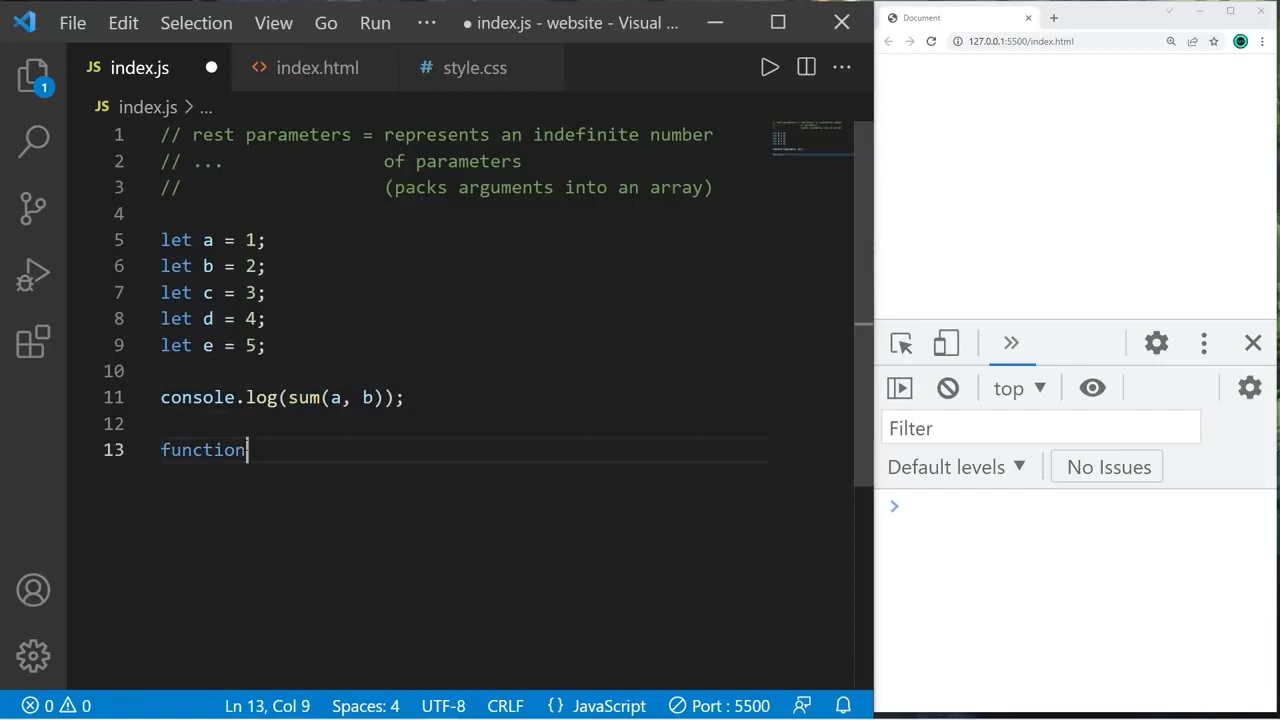 File Edit Selection View Go Run ··· ● index.js - website - Visual ...
JS index.js ● <> index.html # style.css
JS index.js > ...
1 // rest parameters = represents an indefinite number
2 // ... of parameters
3 // (packs arguments into an array)
4
5 let a = 1;
6 let b = 2;
7 let c = 3;
8 let d = 4;
9 let e = 5;
10
11 console.log(sum(a, b));
12
13 function
1
0 0 Ln 13, Col 9 Spaces: 4 UTF-8 CRLF {} JavaScript Port : 5500
Document
127.0.0.1:5500/index.html
top
Filter
Default levels No Issues